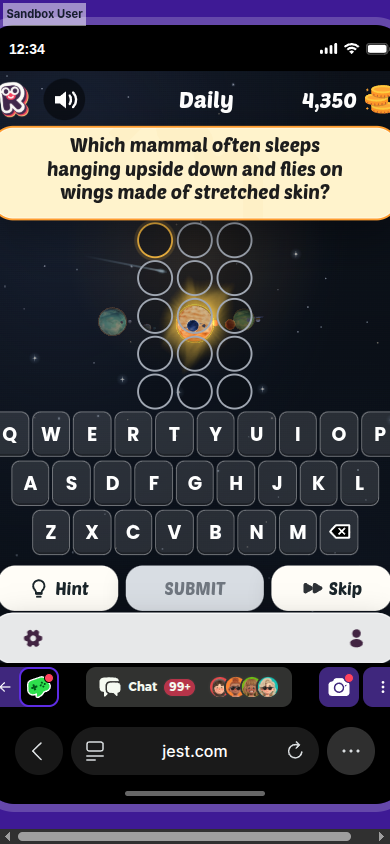 Sandbox User
12:34
R
Daily
4,350
Which mammal often sleeps
hanging upside down and flies on
wings made of stretched skin?
Q W E R T Y U I O P
A S D F G H J K L
Z X C V B N M
Hint
SUBMIT
Skip
Chat
99+
jest.com